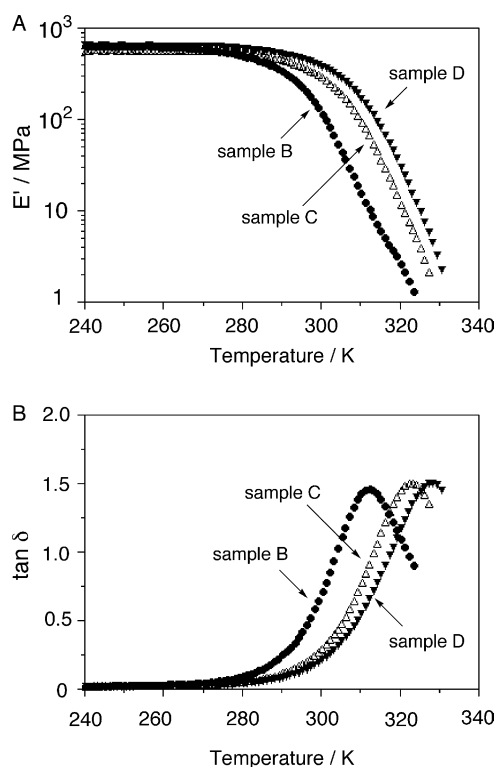 A
10³
10²
10
1
E' / MPa
sample D
sample B
sample C
240
260
280
300
320
340
Temperature / K
B
2.0
1.5
1.0
0.5
0
tan δ
sample C
sample B
sample D
240
260
280
300
320
340
Temperature / K